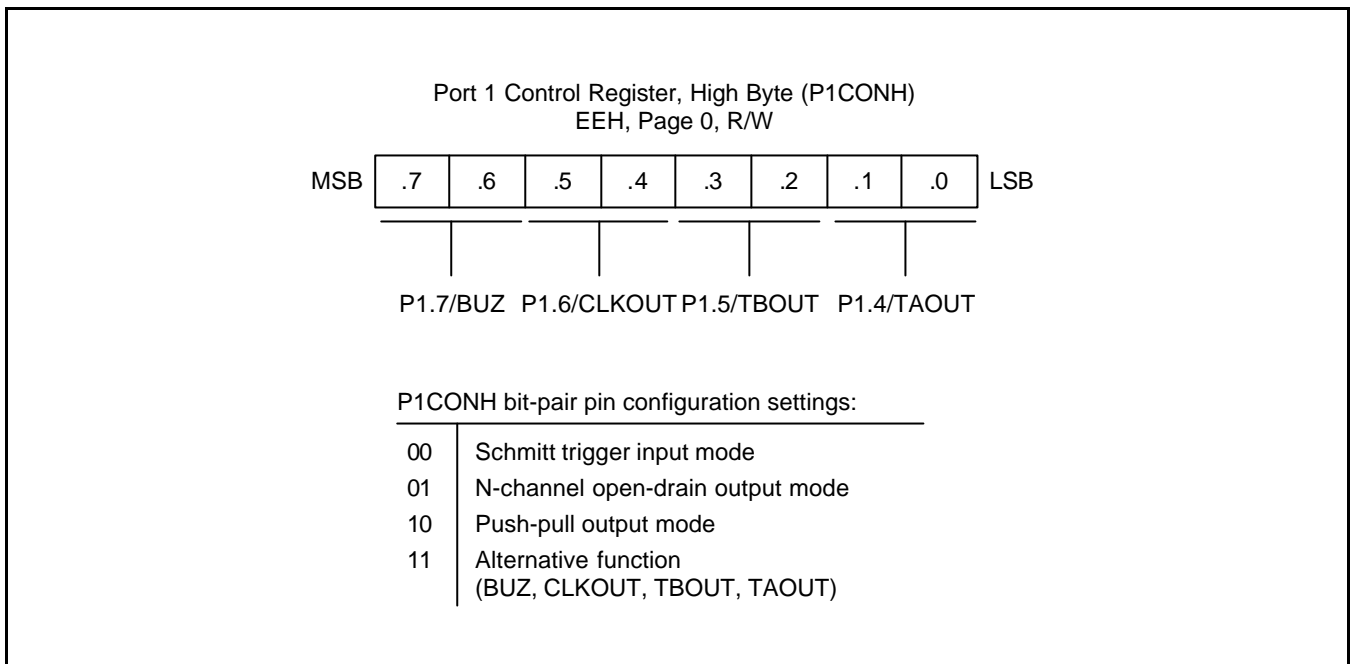 Port 1 Control Register, High Byte (P1CONH)
EEH, Page 0, R/W
MSB .7 .6 .5 .4 .3 .2 .1 .0 LSB
P1.7/BUZ P1.6/CLKOUT P1.5/TBOUT P1.4/TAOUT
P1CONH bit-pair pin configuration settings:
00 Schmitt trigger input mode
01 N-channel open-drain output mode
10 Push-pull output mode
11 Alternative function
(BUZ, CLKOUT, TBOUT, TAOUT)